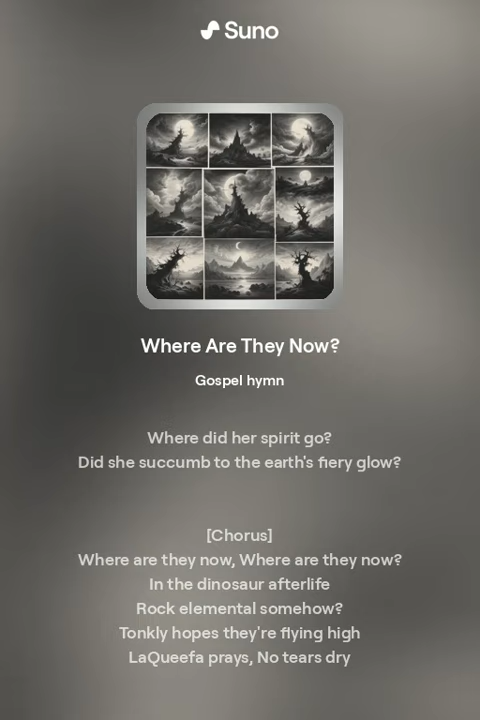 Suno
Where Are They Now?
Gospel hymn
Where did her spirit go?
Did she succumb to the earth's fiery glow?
[Chorus]
Where are they now, Where are they now?
In the dinosaur afterlife
Rock elemental somehow?
Tonkly hopes they're flying high
LaQueefa prays, No tears dry